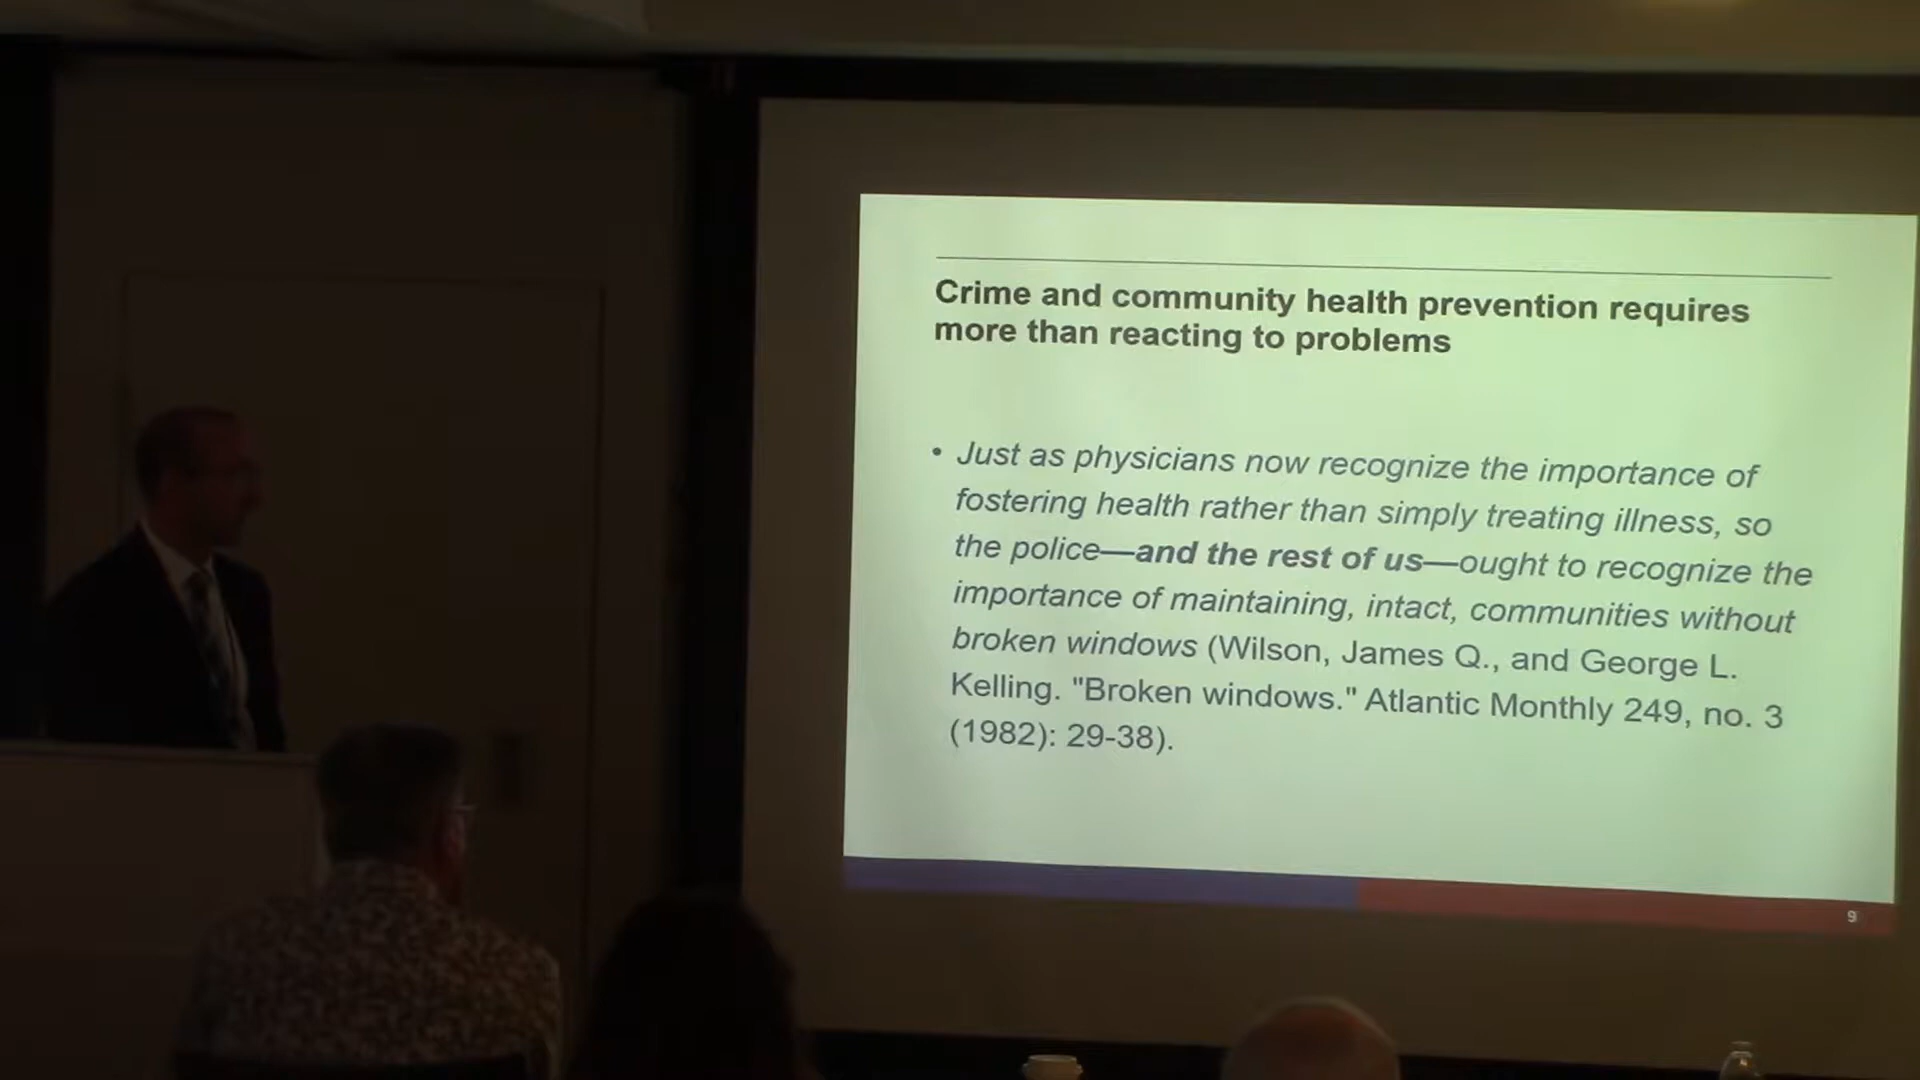 Crime and community health prevention requires
more than reacting to problems
• Just as physicians now recognize the importance of
fostering health rather than simply treating illness, so
the police—and the rest of us—ought to recognize the
importance of maintaining, intact, communities without
broken windows (Wilson, James Q., and George L.
Kelling. "Broken windows." Atlantic Monthly 249, no. 3
(1982): 29-38).
9